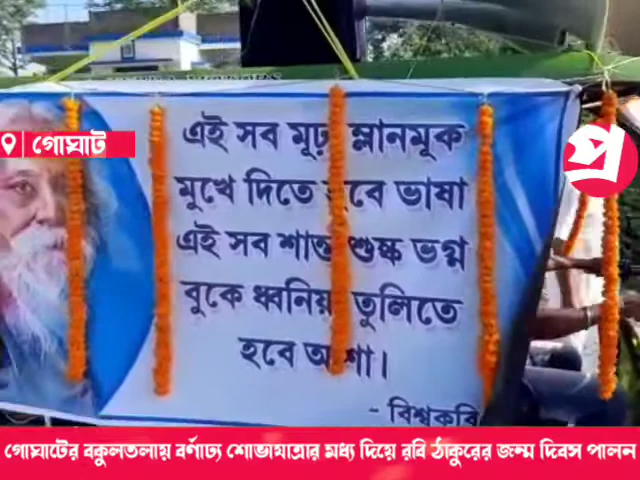 গোঘাট
প্র
এই সব মূঢ় ম্লানমূক
মুখে দিতে হবে ভাষা
এই সব শান্ত শুষ্ক ভগ্ন
বুকে ধ্বনিয়া তুলিতে
হবে আশা।
- বিশ্বকবি
গোঘাটের বকুলতলায় বর্ণাঢ্য শোভাযাত্রার মধ্য দিয়ে রবি ঠাকুরের জন্ম দিবস পালন